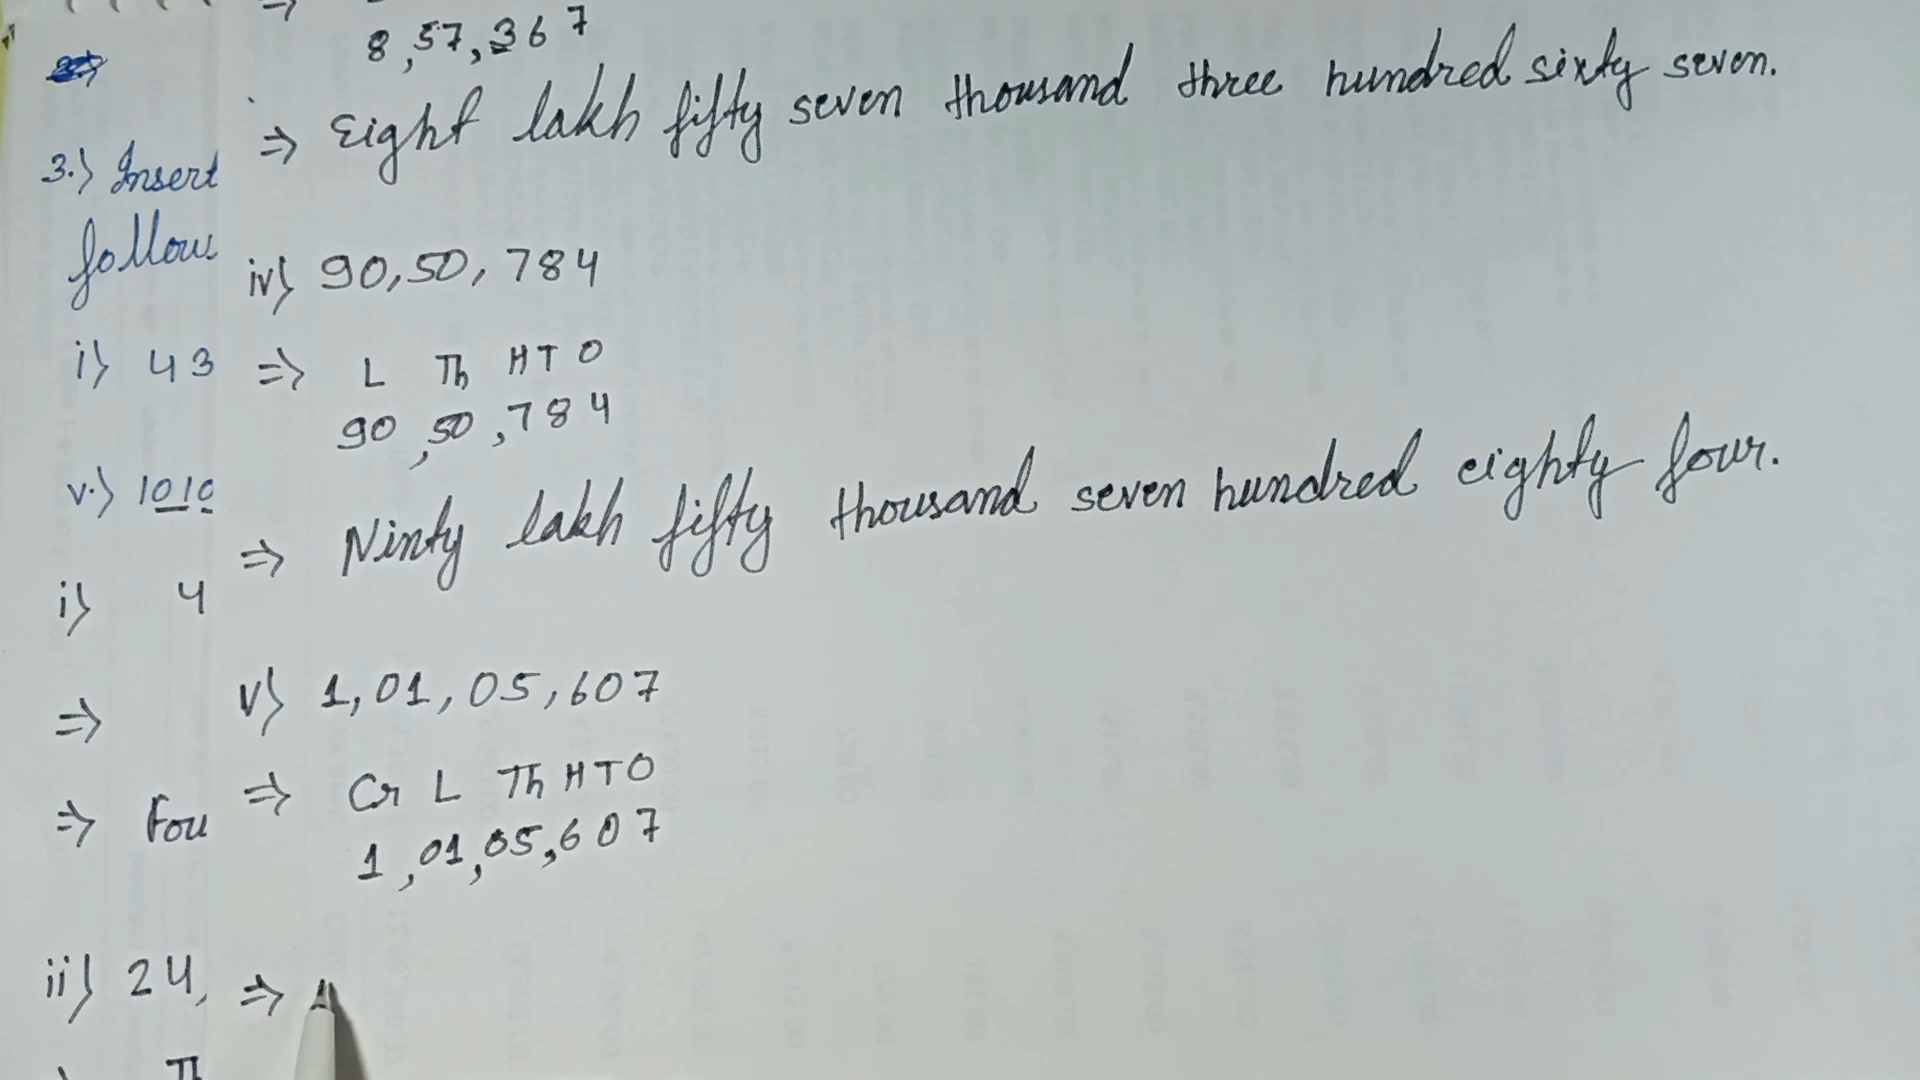 8,57,367
⇒ Eight lakh fifty seven thousand three hundred sixty seven.
3.) Insert
follow
iv) 90,50,784
i) 43
⇒ L Th H T O
90,50,784
v.) 1010
⇒ Ninty lakh fifty thousand seven hundred eighty four.
i) 4
v) 1,01,05,607
⇒
⇒ Cr L Th H T O
1,01,05,607
⇒ Fou
ii) 24,
⇒
Th